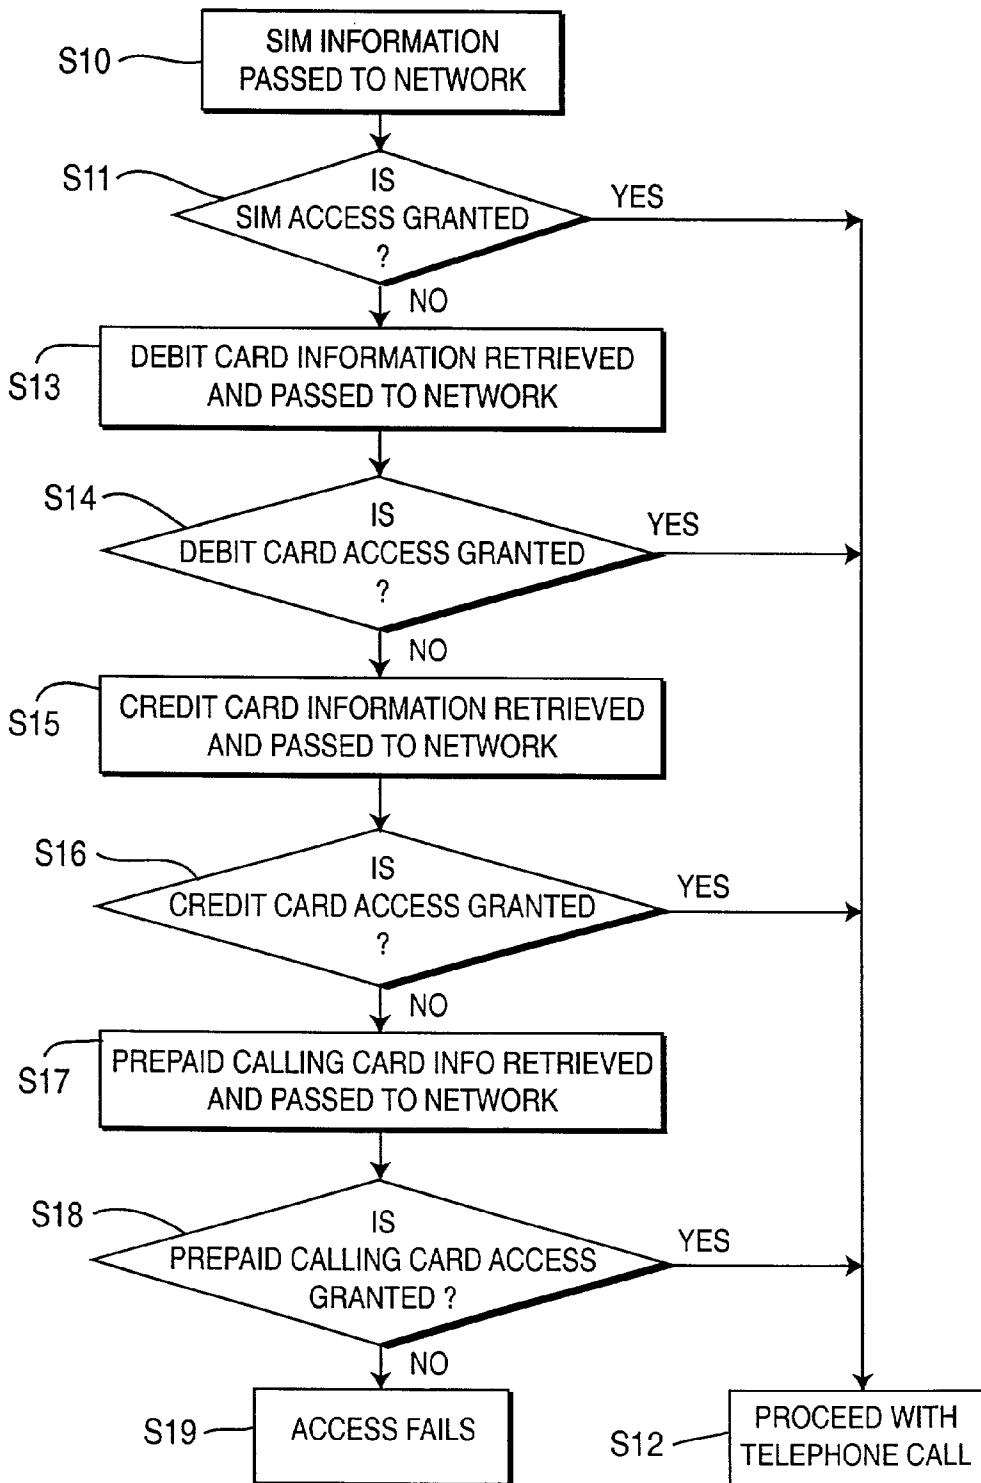 S10
SIM INFORMATION
PASSED TO NETWORK
S11
IS
SIM ACCESS GRANTED
?
YES
NO
S13
DEBIT CARD INFORMATION RETRIEVED
AND PASSED TO NETWORK
S14
IS
DEBIT CARD ACCESS GRANTED
?
YES
NO
S15
CREDIT CARD INFORMATION RETRIEVED
AND PASSED TO NETWORK
S16
IS
CREDIT CARD ACCESS GRANTED
?
YES
NO
S17
PREPAID CALLING CARD INFO RETRIEVED
AND PASSED TO NETWORK
S18
IS
PREPAID CALLING CARD ACCESS
GRANTED ?
YES
NO
S19
ACCESS FAILS
S12
PROCEED WITH
TELEPHONE CALL